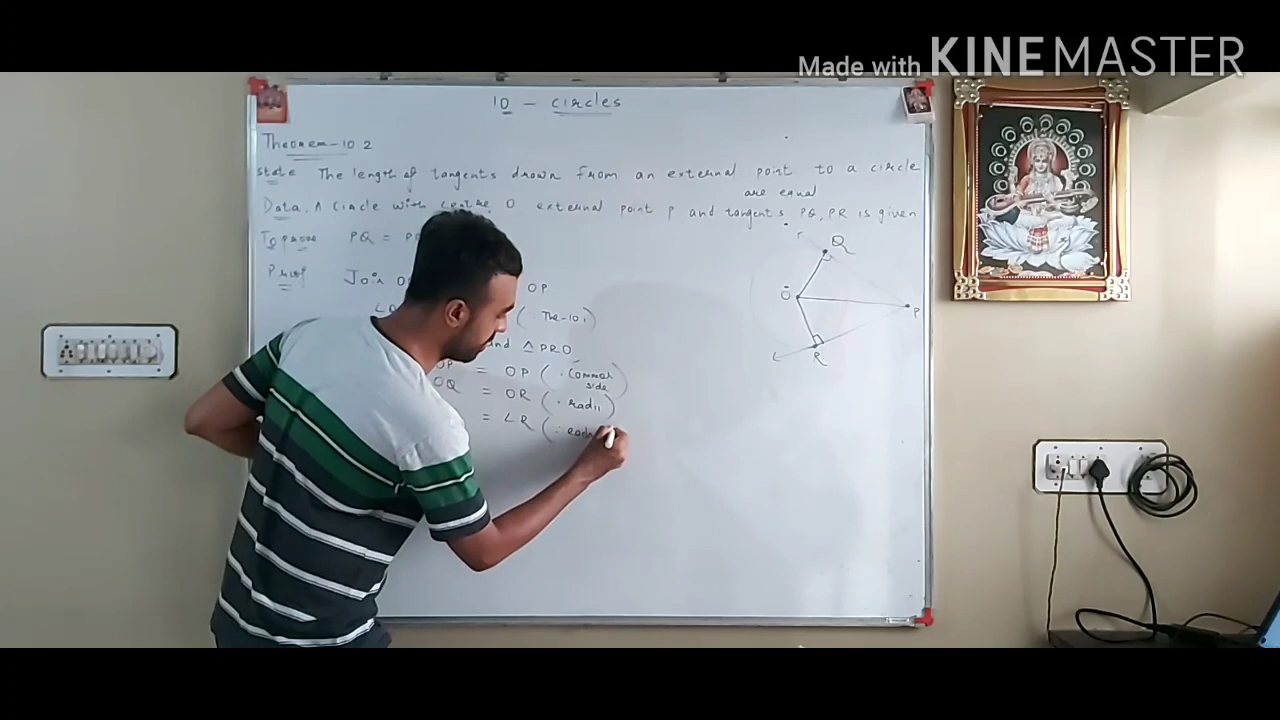 Made with KINEMASTER
10 - circles
Theorem-10.2
state The length of tangents drawn from an external point to a circle
are equal
Data. A circle with centre O external point P and tangents PQ, PR is given
To prove PQ =
Proof Join
OP
(∵ The-10.1)
and △PRO
OP = OP (∵ Common side)
OQ = OR (∵ radii)
= ∠R (∵ each
Q
O
P
R